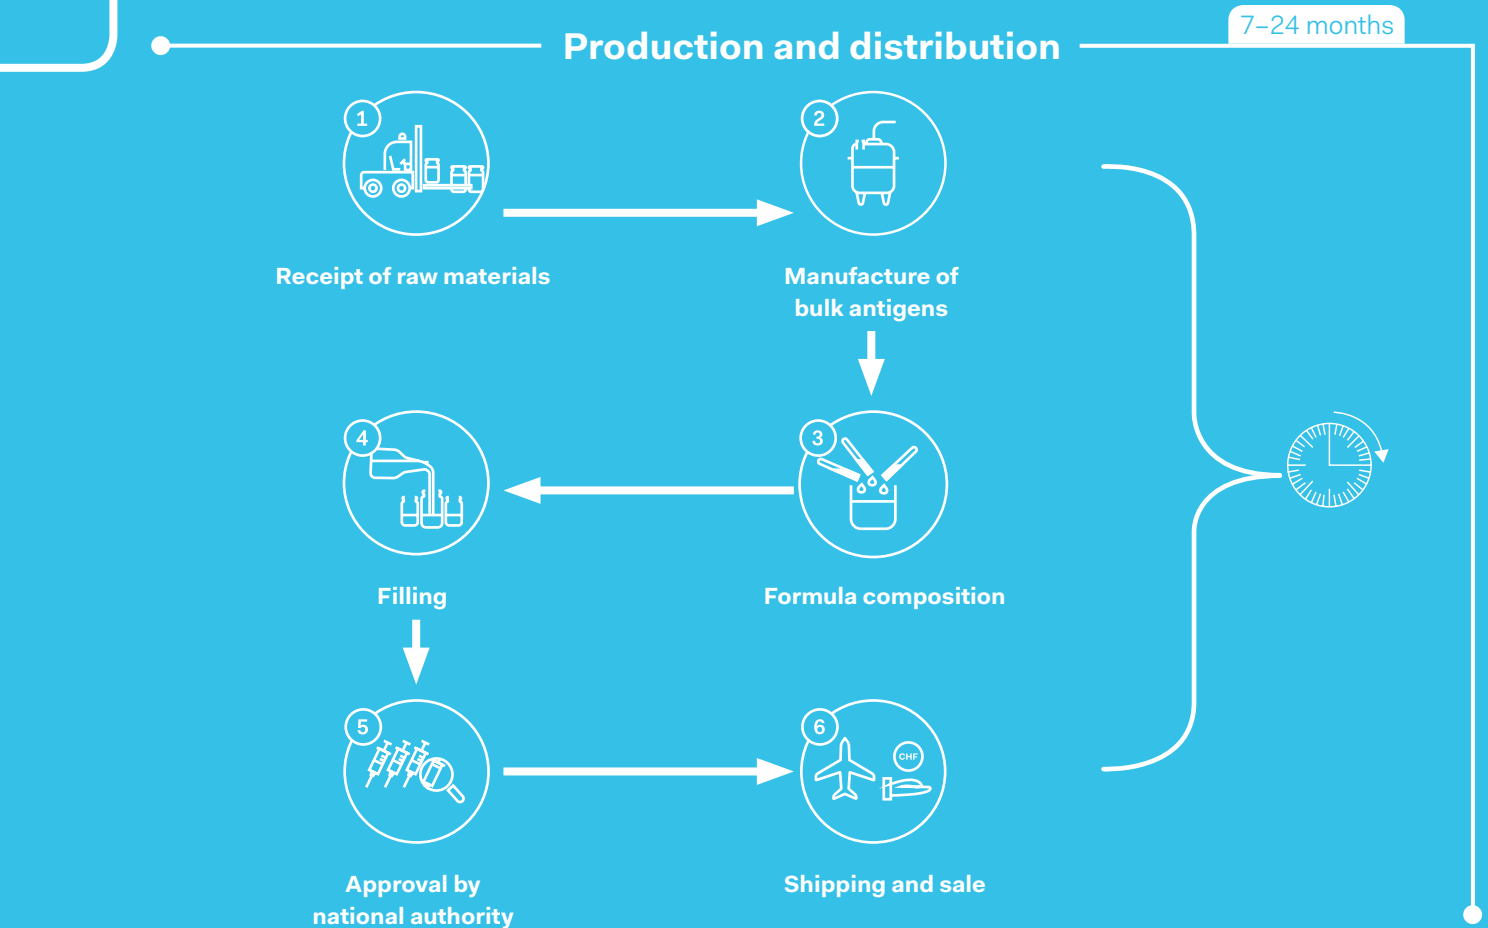 7–24 months
Production and distribution
1
Receipt of raw materials
2
Manufacture of
bulk antigens
3
Formula composition
4
Filling
5
Approval by
national authority
6
CHF
Shipping and sale